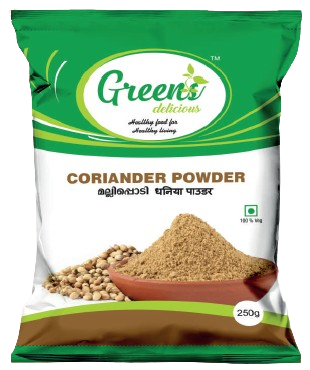 TM
Greens
delicious
Healthy food for
Healthy living
CORIANDER POWDER
മല്ലിപ്പൊടി धनिया पाउडर
100 % Veg
250g